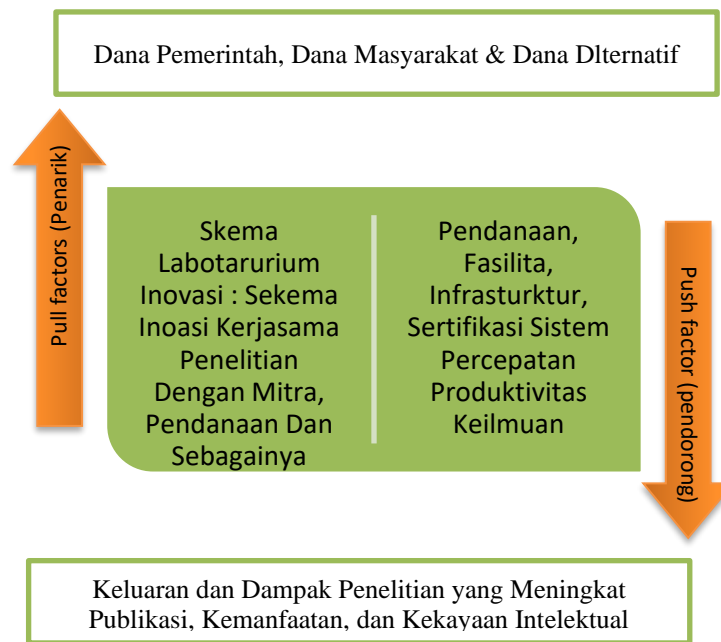 Dana Pemerintah, Dana Masyarakat & Dana Dlternatif
Pull factors (Penarik)
Skema
Labotarurium
Inovasi : Sekema
Inoasi Kerjasama
Penelitian
Dengan Mitra,
Pendanaan Dan
Sebagainya
Pendanaan,
Fasilita,
Infrasturktur,
Sertifikasi Sistem
Percepatan
Produktivitas
Keilmuan
Push factor (pendorong)
Keluaran dan Dampak Penelitian yang Meningkat
Publikasi, Kemanfaatan, dan Kekayaan Intelektual